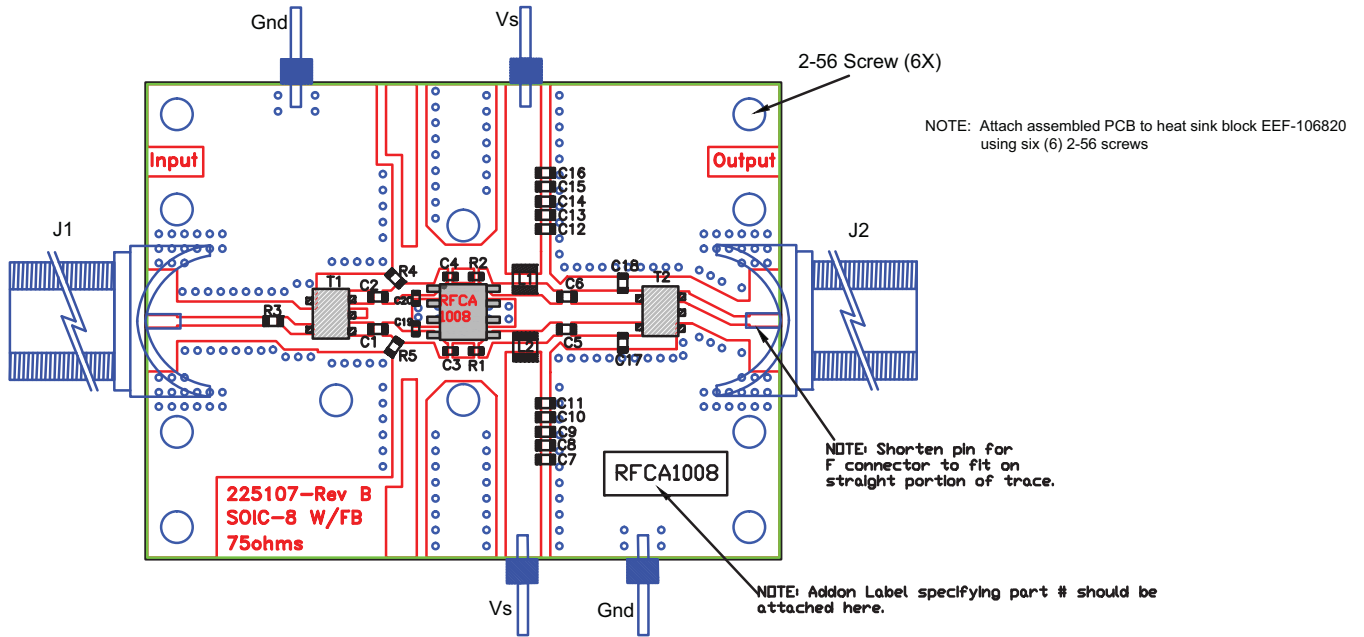 Gnd
Vs
2-56 Screw (6X)
NOTE: Attach assembled PCB to heat sink block EEF-106820
using six (6) 2-56 screws
Input
Output
C16
C15
C14
C13
C12
J1
J2
R4
C4
R2
L1
C18
T1
C2
C20
RFCA
1008
C6
T2
R3
C19
C1
R5
C3
R1
L2
C5
C17
C11
C10
C9
C8
C7
NOTE: Shorten pin for
F connector to fit on
straight portion of trace.
RFCA1008
225107-Rev B
SOIC-8 W/FB
75ohms
NOTE: Addon Label specifying part # should be
attached here.
Vs
Gnd